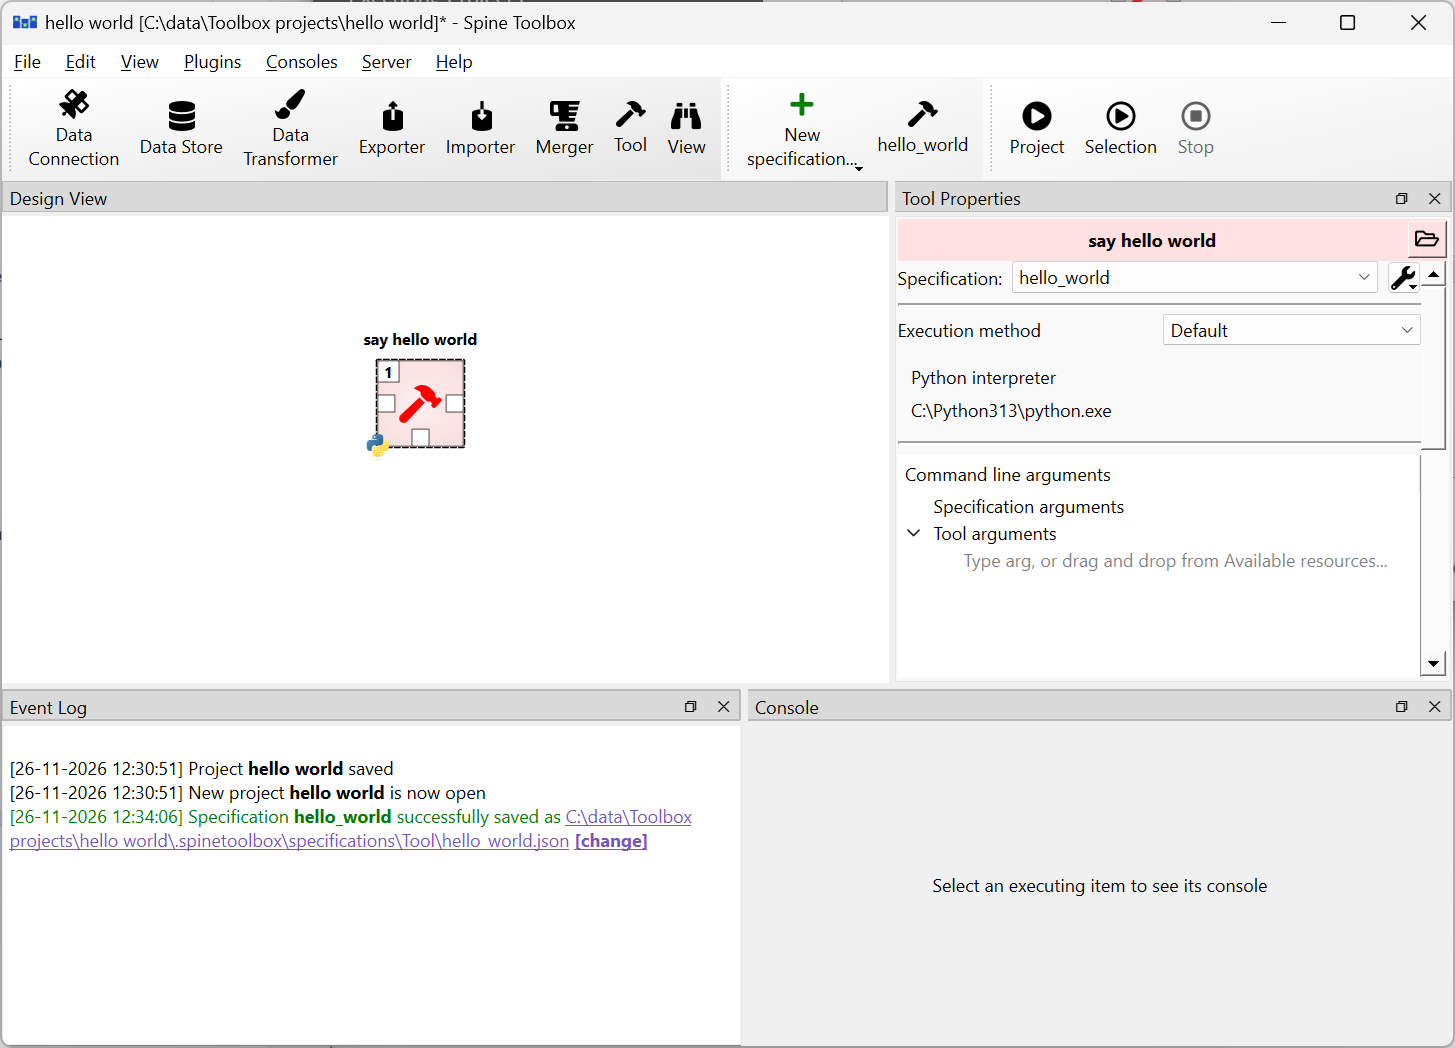 hello world [C:\data\Toolbox projects\hello world]* - Spine Toolbox
File Edit View Plugins Consoles Server Help
Data Connection
Data Store
Data Transformer
Exporter
Importer
Merger
Tool
View
New specification...
hello_world
Project
Selection
Stop
Design View
say hello world
1
Tool Properties
say hello world
Specification: hello_world
Execution method Default
Python interpreter
C:\Python313\python.exe
Command line arguments
Specification arguments
Tool arguments
Type arg, or drag and drop from Available resources...
Event Log
[26-11-2026 12:30:51] Project hello world saved
[26-11-2026 12:30:51] New project hello world is now open
[26-11-2026 12:34:06] Specification hello_world successfully saved as C:\data\Toolbox
projects\hello world\.spinetoolbox\specifications\Tool\hello_world.json [change]
Console
Select an executing item to see its console